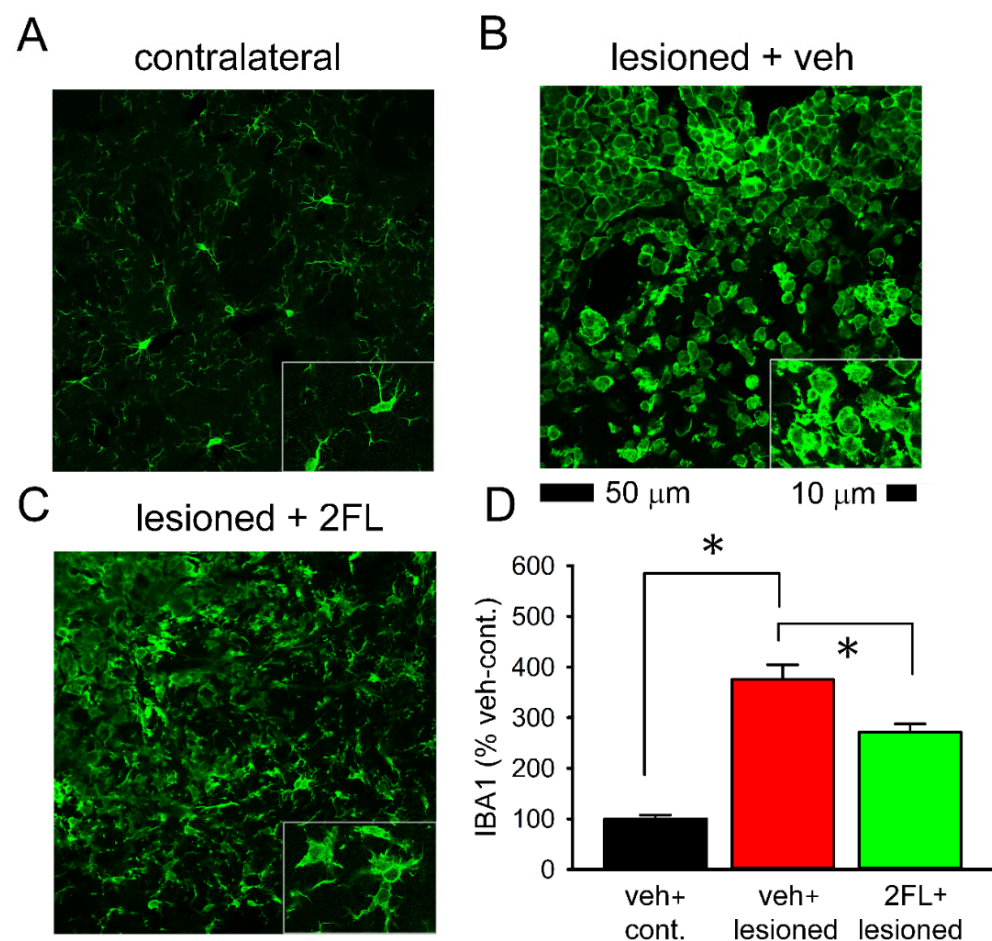 A
contralateral
B
lesioned + veh
50 μm
10 μm
C
lesioned + 2FL
D
*
*
IBA1 (% veh-cont.)
600
500
400
300
200
100
0
veh+
cont.
veh+
lesioned
2FL+
lesioned